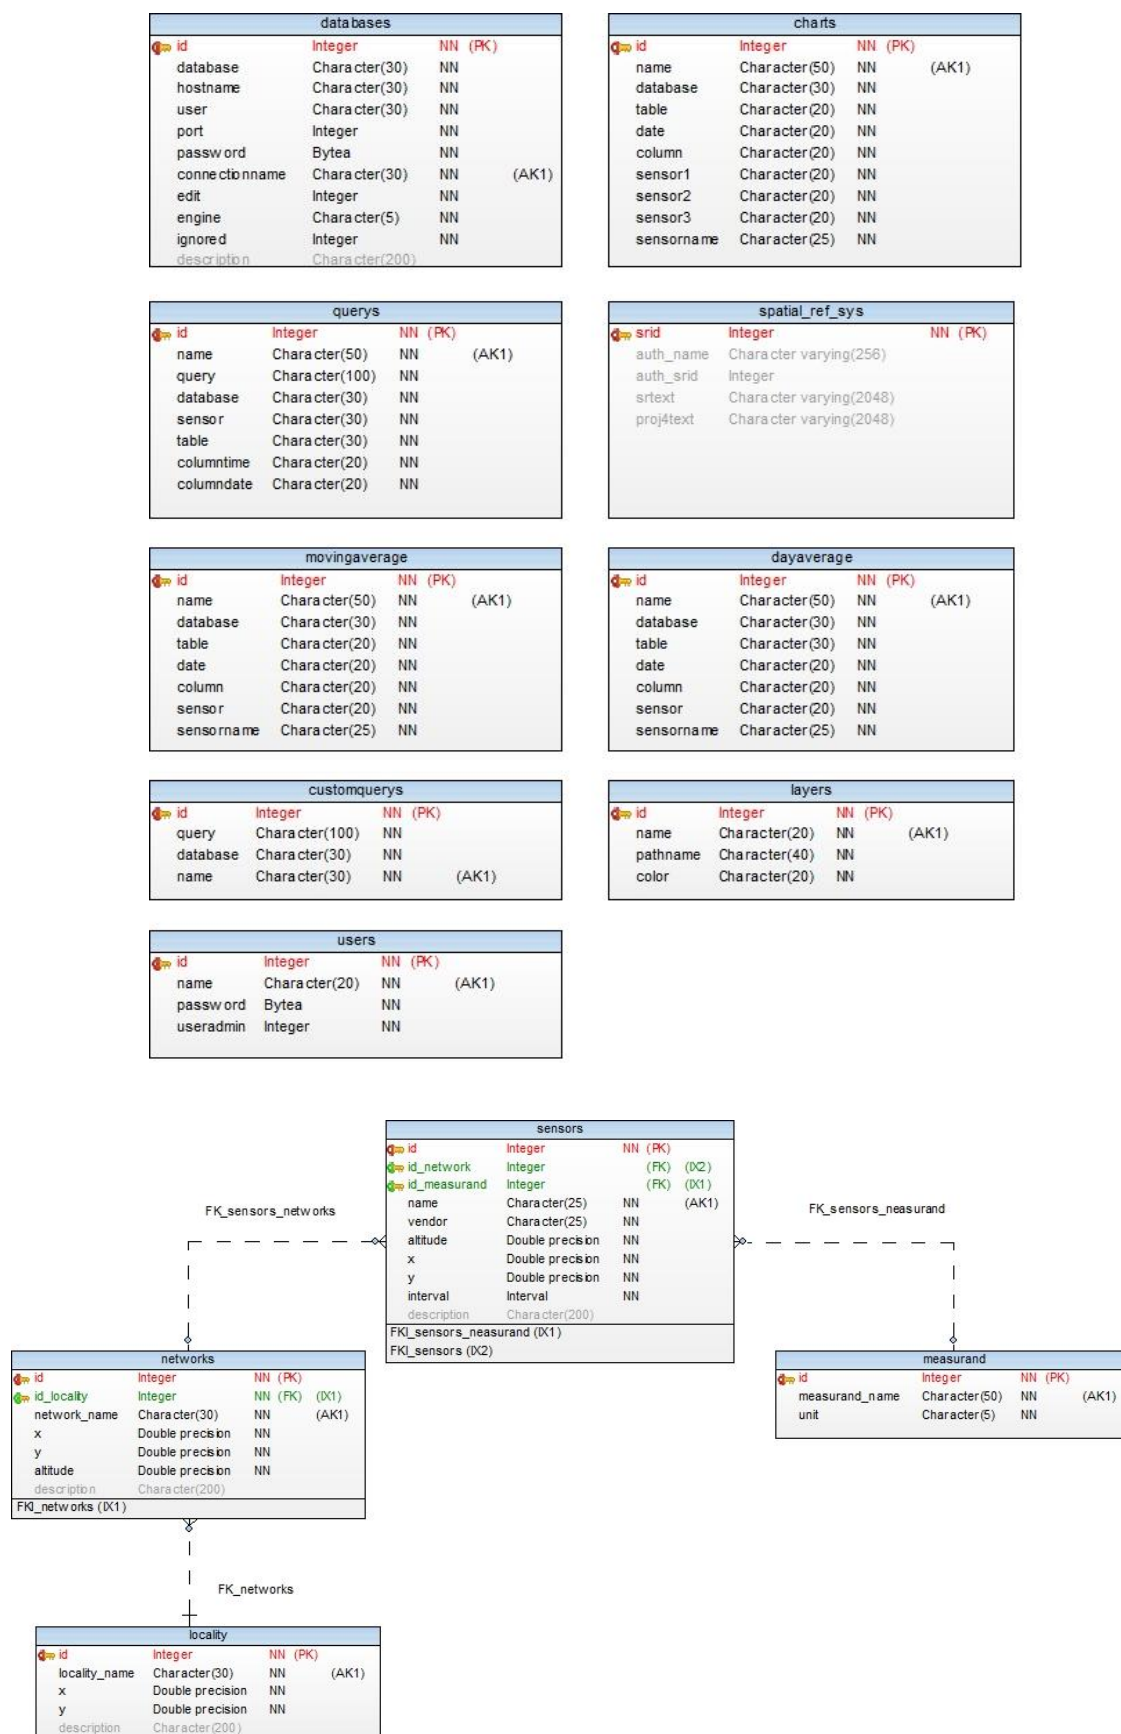 databases
id Integer NN (PK)
database Character(30) NN
hostname Character(30) NN
user Character(30) NN
port Integer NN
password Bytea NN
connectionname Character(30) NN (AK1)
edit Integer NN
engine Character(5) NN
ignored Integer NN
description Character(200)
charts
id Integer NN (PK)
name Character(50) NN (AK1)
database Character(30) NN
table Character(20) NN
date Character(20) NN
column Character(20) NN
sensor1 Character(20) NN
sensor2 Character(20) NN
sensor3 Character(20) NN
sensorname Character(25) NN
querys
id Integer NN (PK)
name Character(50) NN (AK1)
query Character(100) NN
database Character(30) NN
sensor Character(30) NN
table Character(30) NN
columntime Character(20) NN
columndate Character(20) NN
spatial_ref_sys
srid Integer NN (PK)
auth_name Character varying(256)
auth_srid Integer
srtext Character varying(2048)
proj4text Character varying(2048)
movingaverage
id Integer NN (PK)
name Character(50) NN (AK1)
database Character(30) NN
table Character(20) NN
date Character(20) NN
column Character(20) NN
sensor Character(20) NN
sensorname Character(25) NN
dayaverage
id Integer NN (PK)
name Character(50) NN (AK1)
database Character(30) NN
table Character(30) NN
date Character(20) NN
column Character(20) NN
sensor Character(20) NN
sensorname Character(25) NN
customquerys
id Integer NN (PK)
query Character(100) NN
database Character(30) NN
name Character(30) NN (AK1)
layers
id Integer NN (PK)
name Character(20) NN (AK1)
pathname Character(40) NN
color Character(20) NN
users
id Integer NN (PK)
name Character(20) NN (AK1)
password Bytea NN
useradmin Integer NN
sensors
id Integer NN (PK)
id_network Integer (FK) (IX2)
id_measurand Integer (FK) (IX1)
name Character(25) NN (AK1)
vendor Character(25) NN
altitude Double precision NN
x Double precision NN
y Double precision NN
interval Interval NN
description Character(200)
FKI_sensors_neasurand (IX1)
FKI_sensors (IX2)
FK_sensors_networks
FK_sensors_neasurand
networks
id Integer NN (PK)
id_locality Integer NN (FK) (IX1)
network_name Character(30) NN (AK1)
x Double precision NN
y Double precision NN
altitude Double precision NN
description Character(200)
FKI_networks (IX1)
measurand
id Integer NN (PK)
measurand_name Character(50) NN (AK1)
unit Character(5) NN
FK_networks
locality
id Integer NN (PK)
locality_name Character(30) NN (AK1)
x Double precision NN
y Double precision NN
description Character(200)